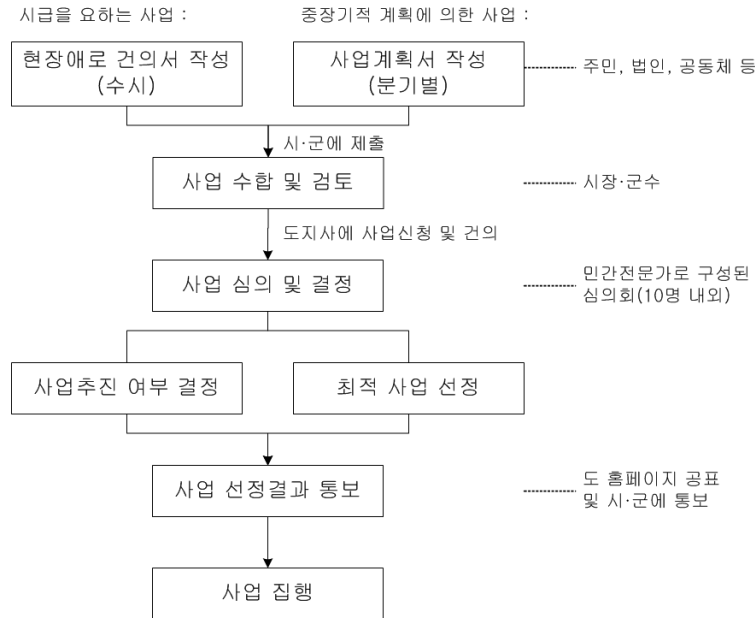 시급을 요하는 사업 :
중장기적 계획에 의한 사업 :
현장애로 건의서 작성
(수시)
사업계획서 작성
(분기별)
주민, 법인, 공동체 등
시·군에 제출
사업 수합 및 검토
시장·군수
도지사에 사업신청 및 건의
사업 심의 및 결정
민간전문가로 구성된
심의회(10명 내외)
사업추진 여부 결정
최적 사업 선정
사업 선정결과 통보
도 홈페이지 공표
및 시·군에 통보
사업 집행